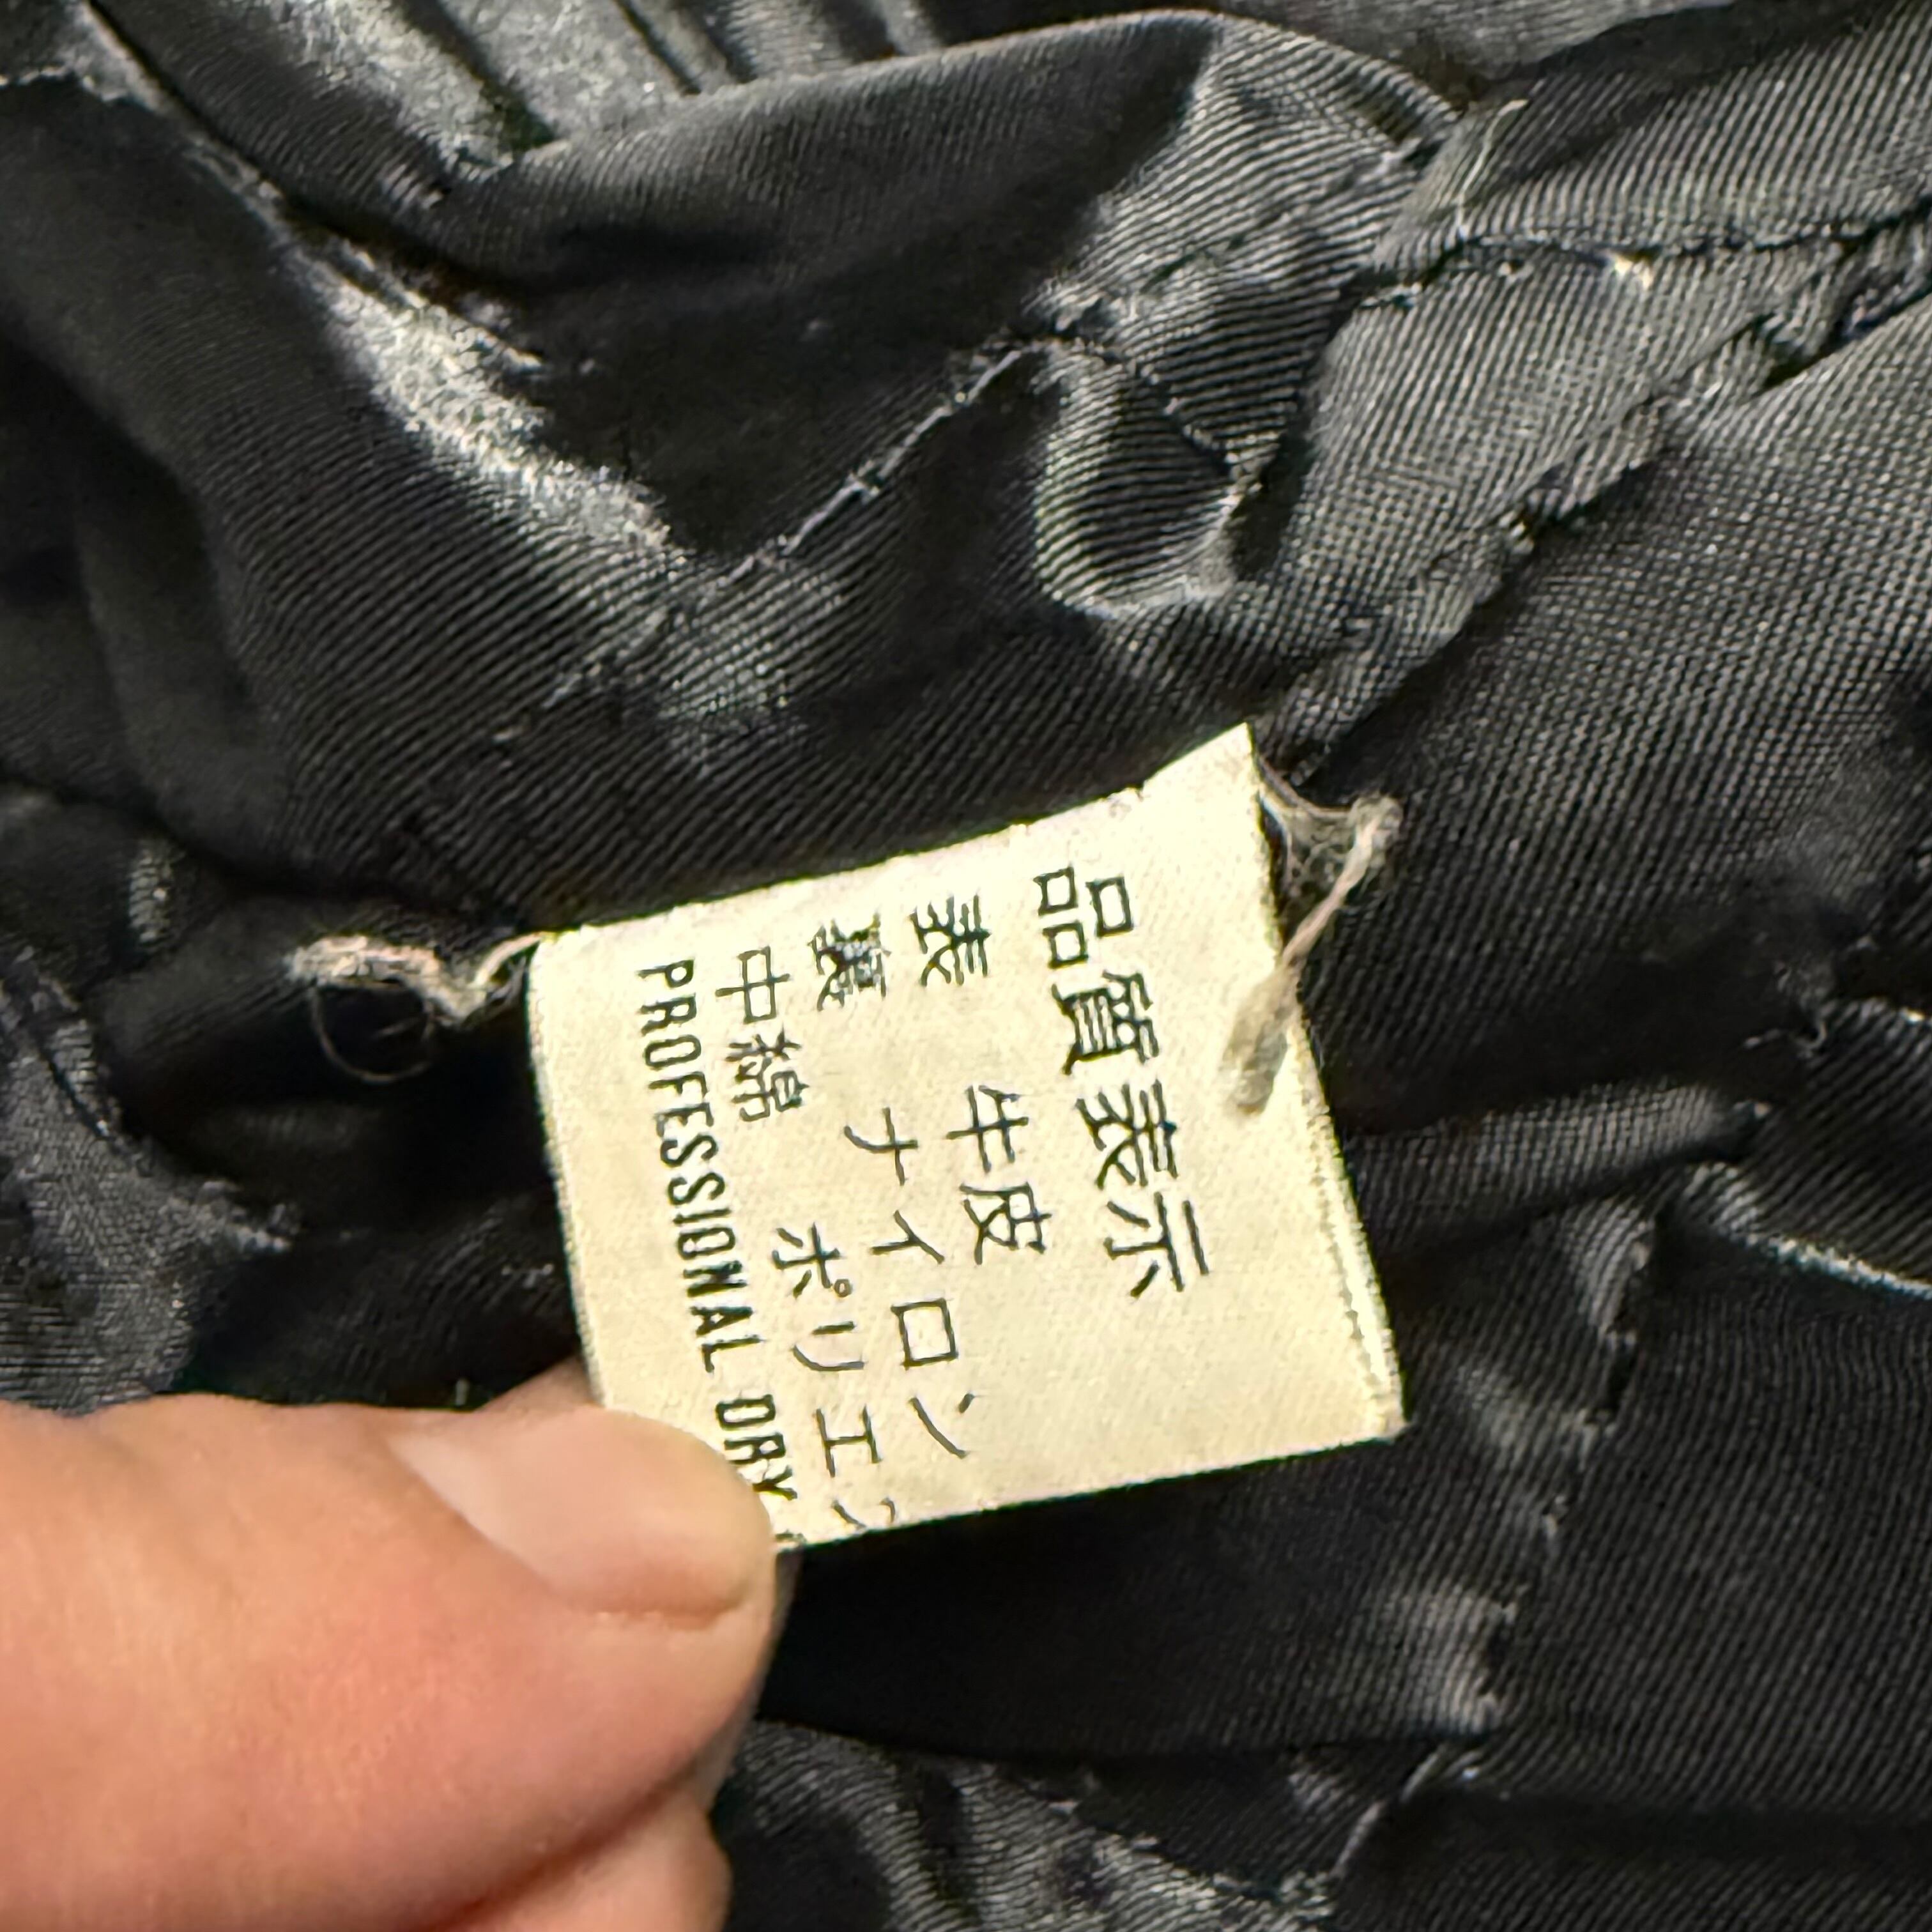 品質表示
表 牛皮
裏 ナイロン
中綿 ポリエス
PROFESSIONAL DRY